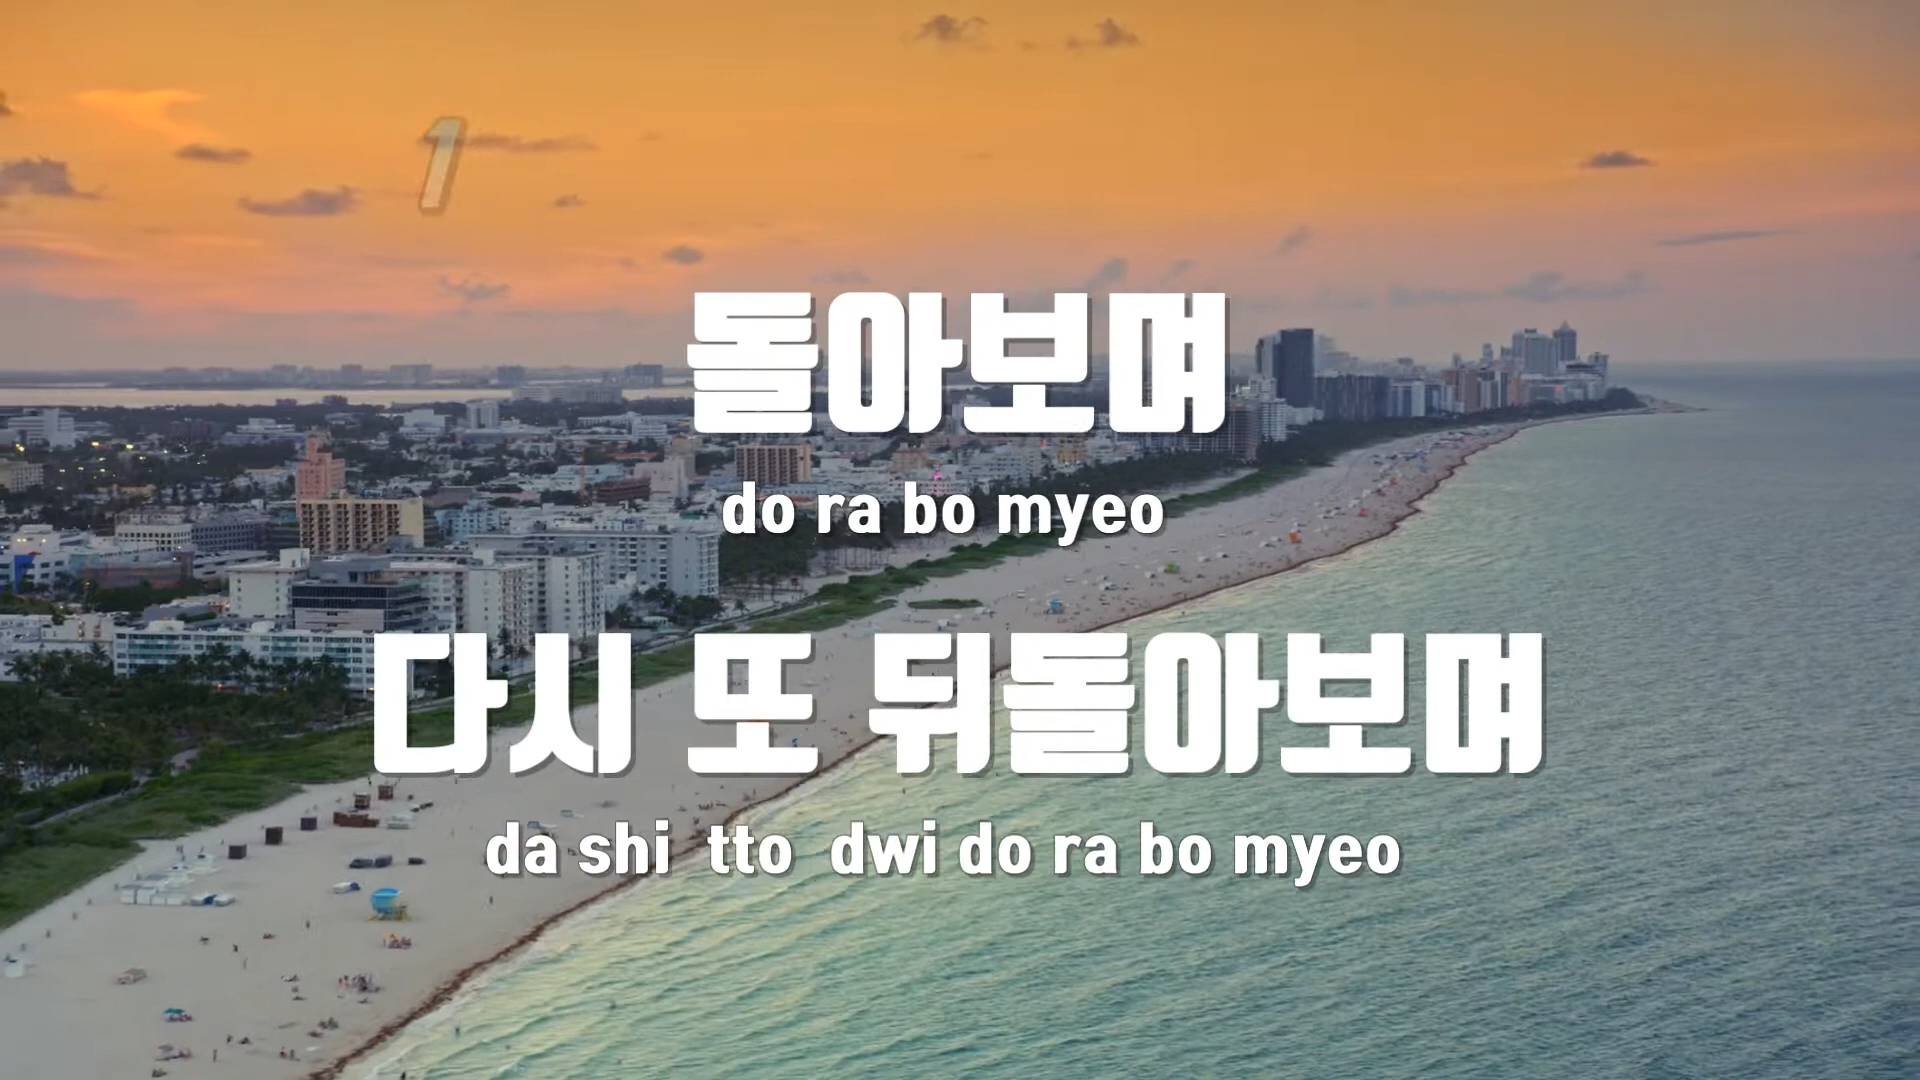 1
돌아보며
do ra bo myeo
다시 또 뒤돌아보며
da shi tto dwi do ra bo myeo